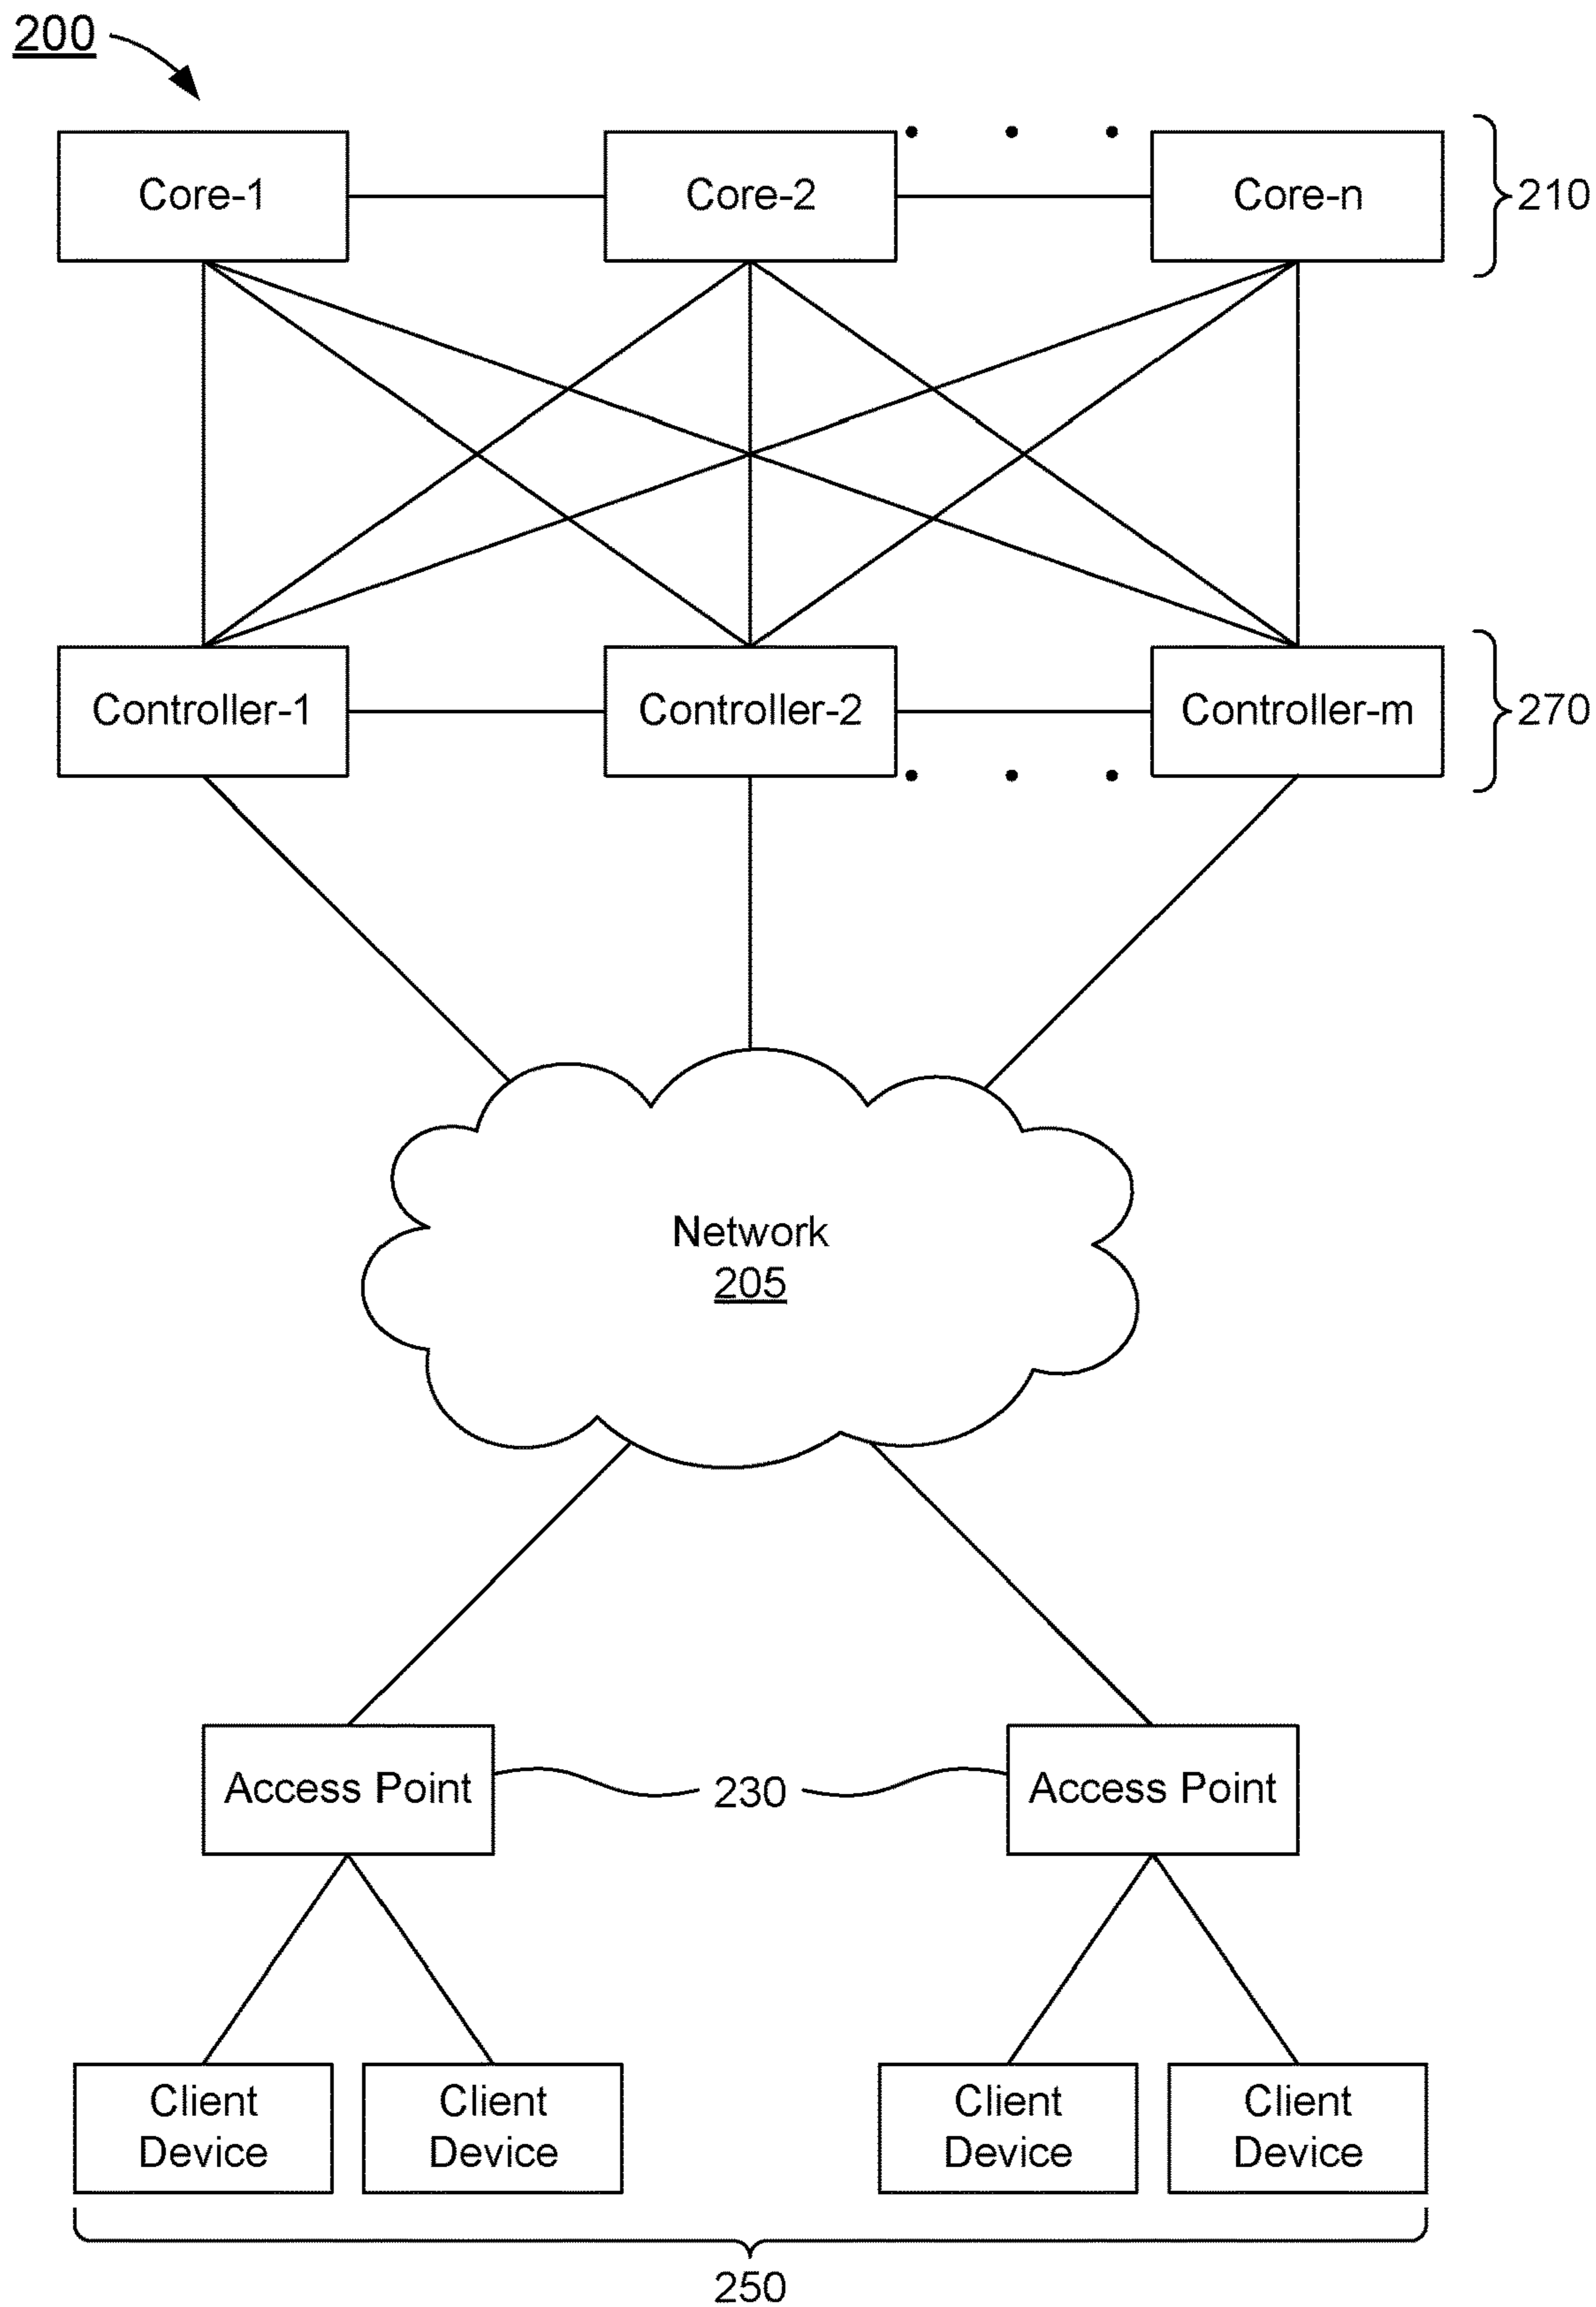 200
Core-1
Core-2
Core-n
210
Controller-1
Controller-2
Controller-m
270
Network
205
Access Point
230
Access Point
Client
Device
Client
Device
Client
Device
Client
Device
250